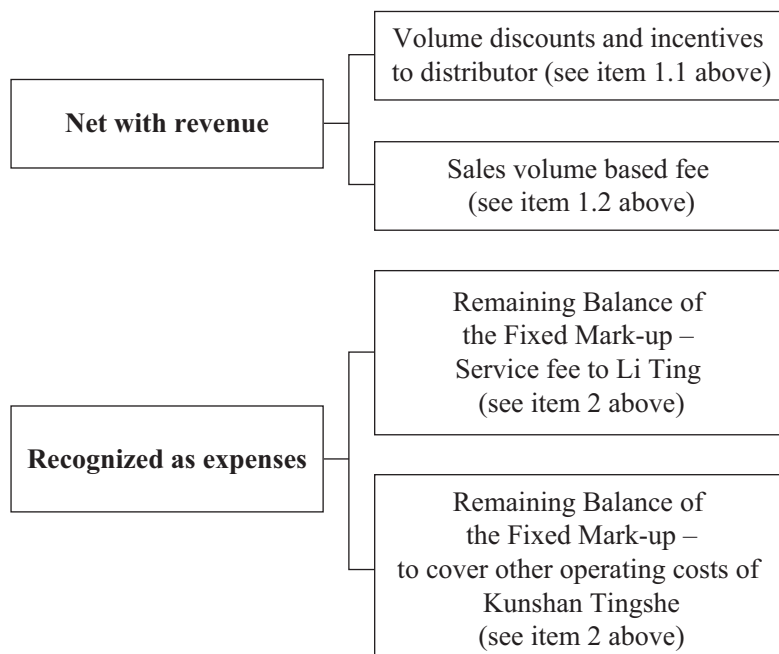 Net with revenue
Volume discounts and incentives
to distributor (see item 1.1 above)
Sales volume based fee
(see item 1.2 above)
Recognized as expenses
Remaining Balance of
the Fixed Mark-up –
Service fee to Li Ting
(see item 2 above)
Remaining Balance of
the Fixed Mark-up –
to cover other operating costs of
Kunshan Tingshe
(see item 2 above)